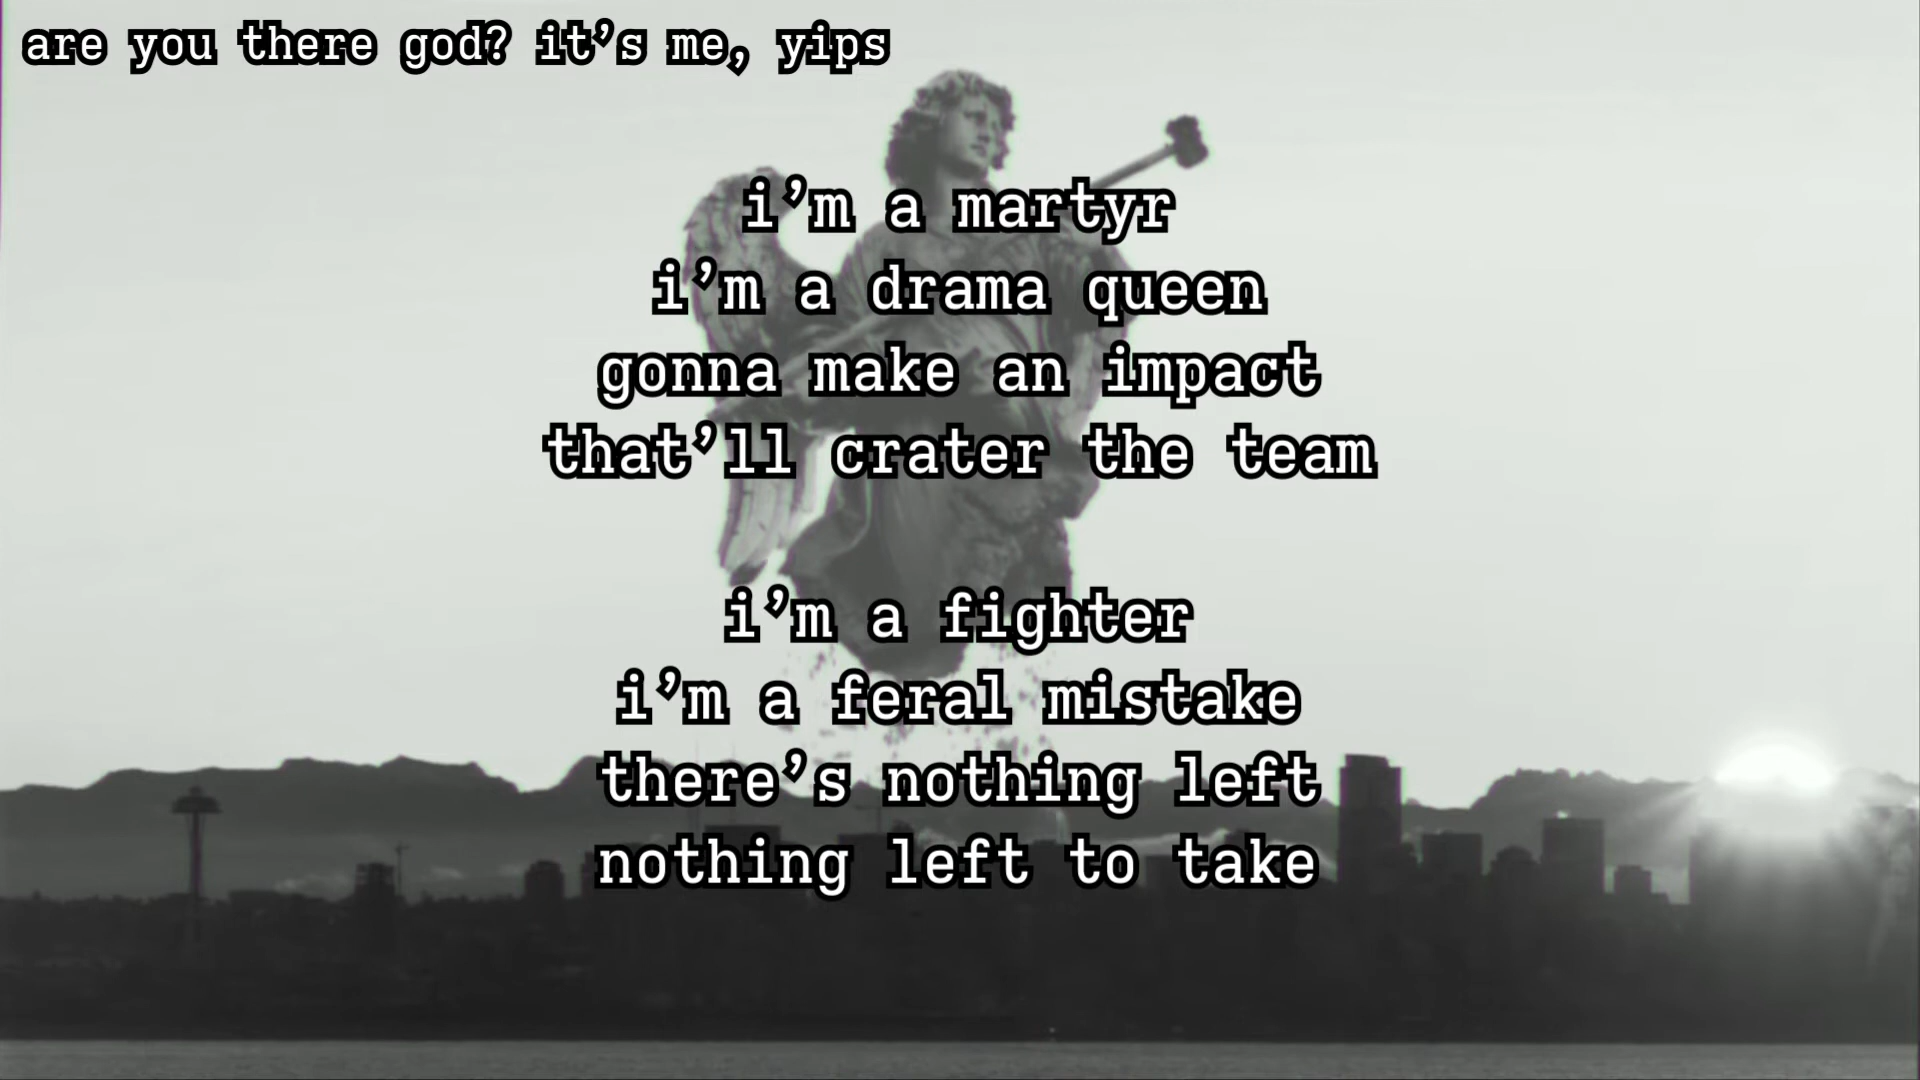 are you there god? it’s me, yips
i’m a martyr
i’m a drama queen
gonna make an impact
that’ll crater the team
i’m a fighter
i’m a feral mistake
there’s nothing left
nothing left to take